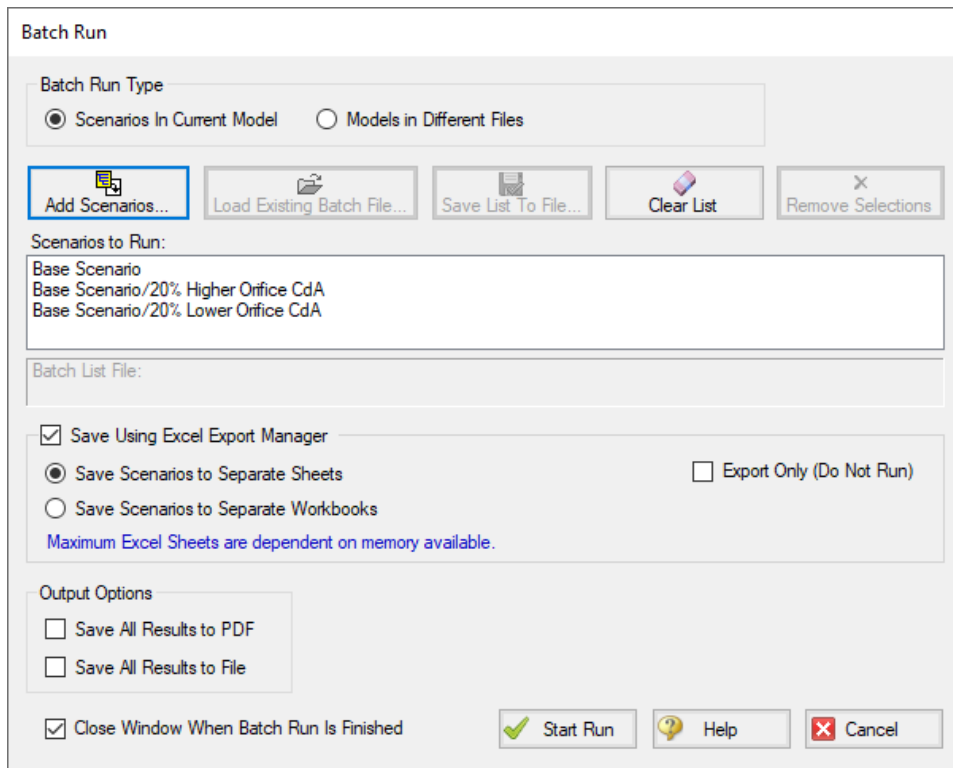 Batch Run
Batch Run Type
Scenarios In Current Model
Models in Different Files
Add Scenarios...
Load Existing Batch File...
Save List To File...
Clear List
Remove Selections
Scenarios to Run:
Base Scenario
Base Scenario/20% Higher Orifice CdA
Base Scenario/20% Lower Orifice CdA
Batch List File:
Save Using Excel Export Manager
Save Scenarios to Separate Sheets
Export Only (Do Not Run)
Save Scenarios to Separate Workbooks
Maximum Excel Sheets are dependent on memory available.
Output Options
Save All Results to PDF
Save All Results to File
Close Window When Batch Run Is Finished
Start Run
Help
Cancel